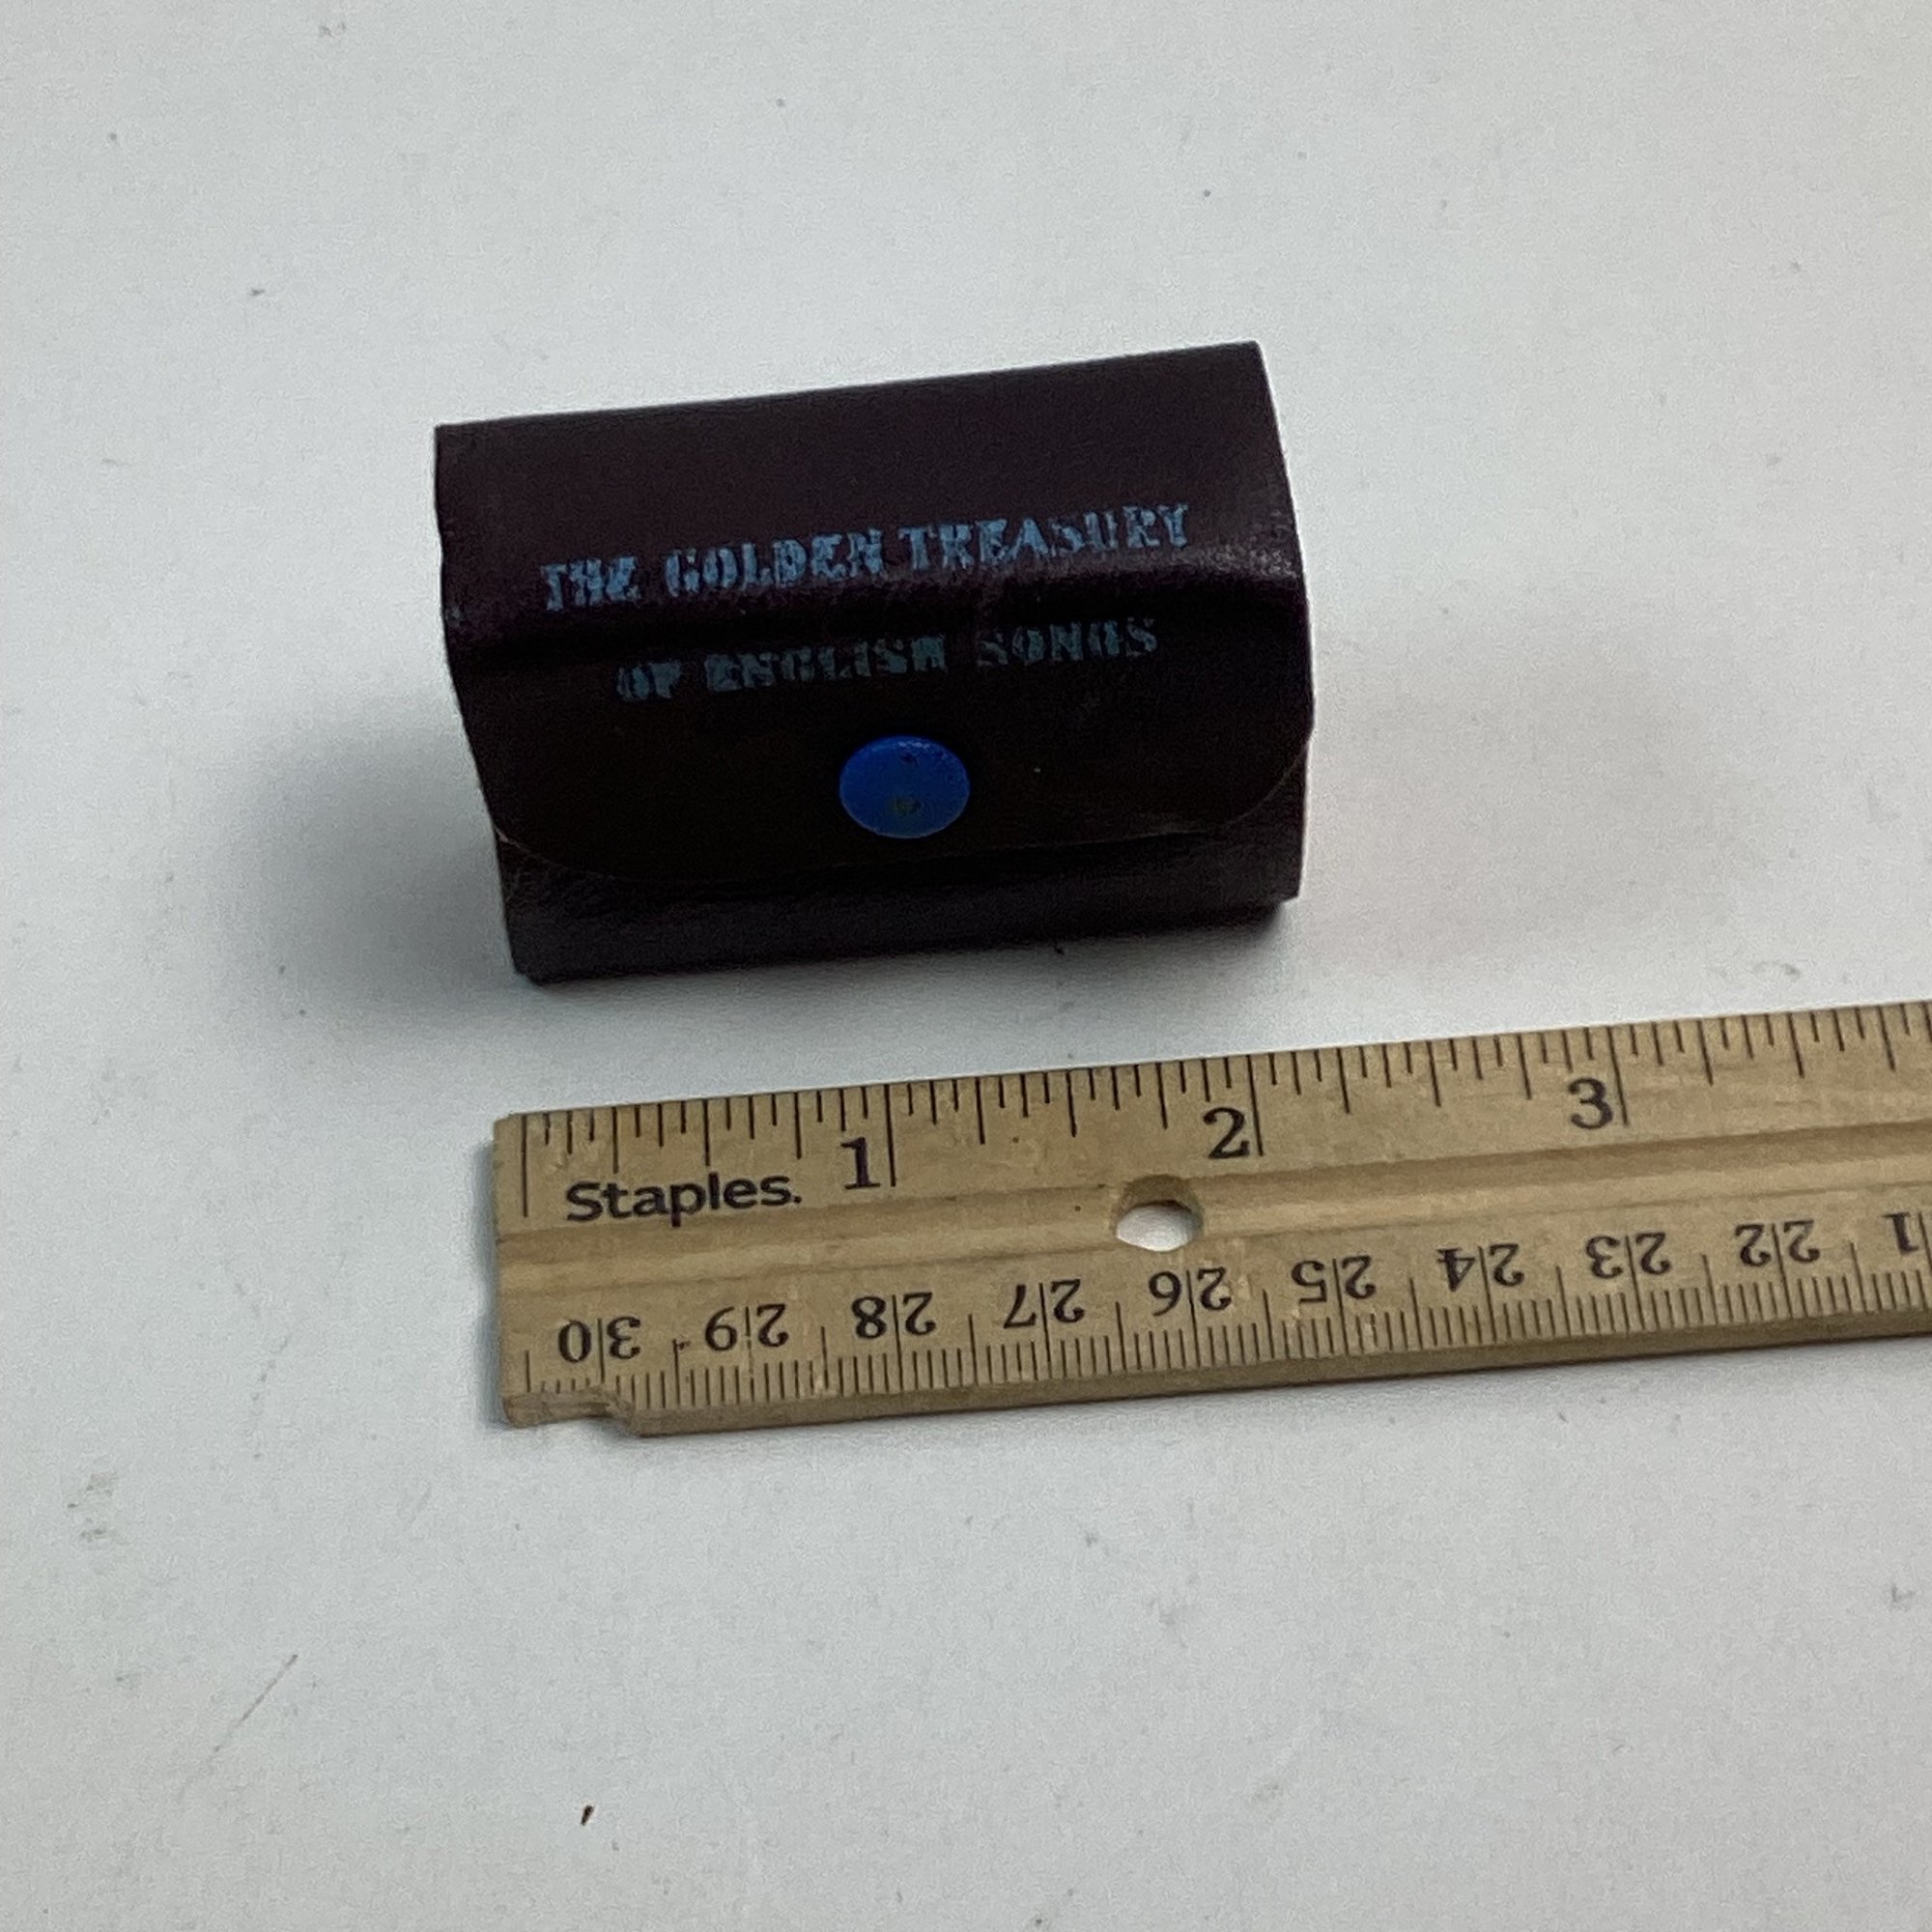 THE GOLDEN TREASURY
OF ENGLISH SONGS
1 2 3
Staples.
30 29 28 27 26 25 24 23 22